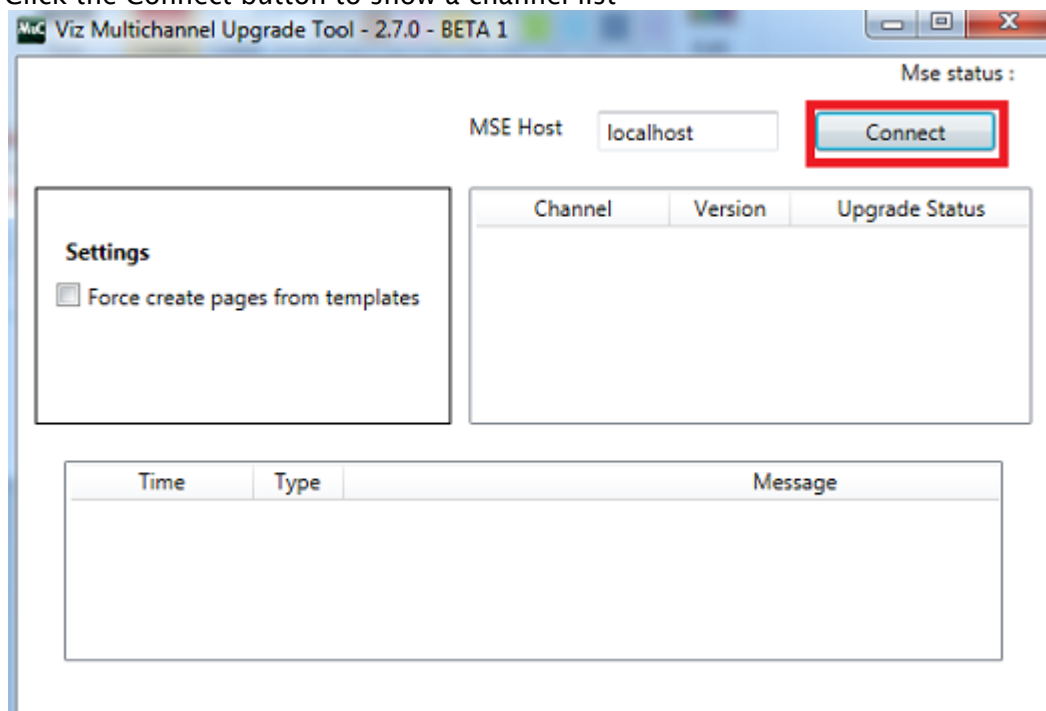 Click the Connect button to show a channel list
MuC Viz Multichannel Upgrade Tool - 2.7.0 - BETA 1
Mse status :
MSE Host localhost Connect
Channel Version Upgrade Status
Settings
Force create pages from templates
Time Type Message